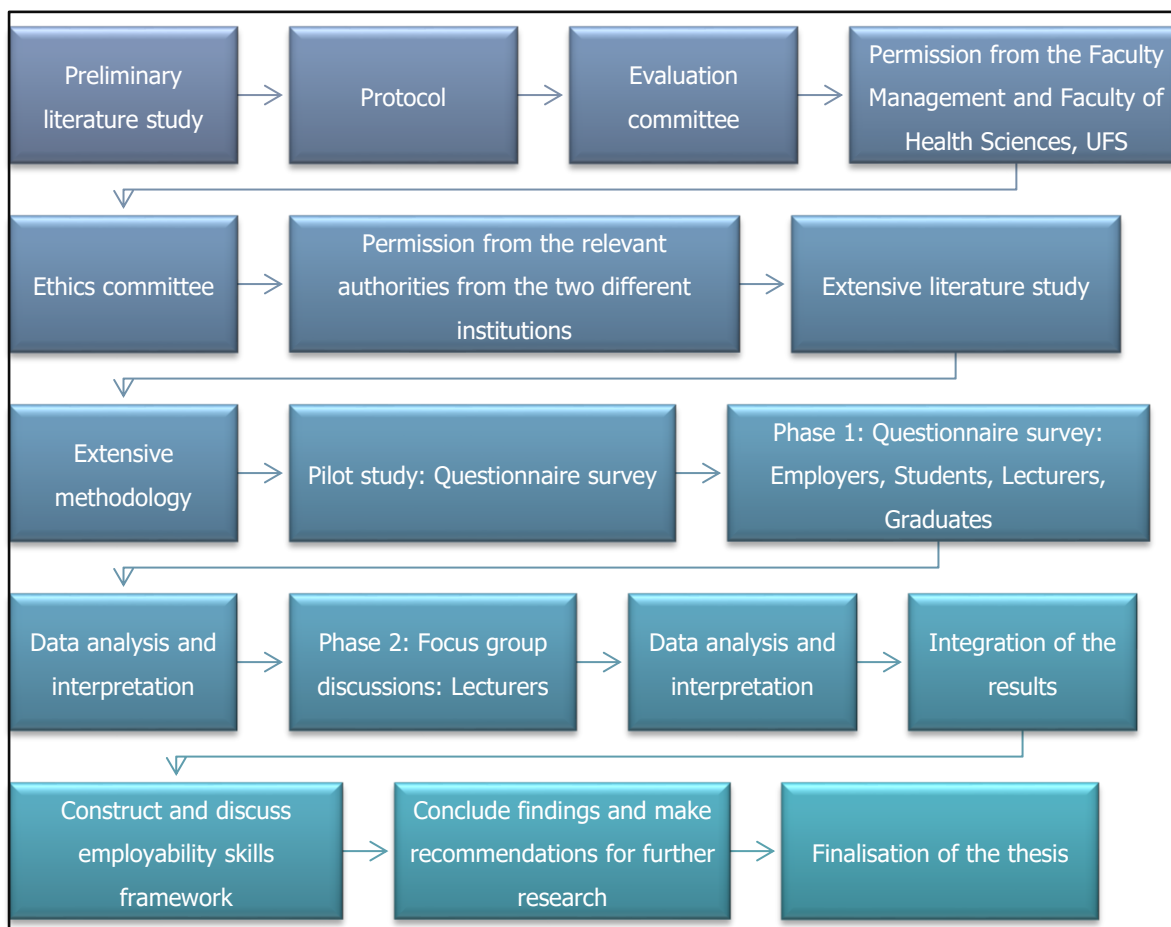 Preliminary
literature study
Protocol
Evaluation
committee
Permission from the Faculty
Management and Faculty of
Health Sciences, UFS
Ethics committee
Permission from the relevant
authorities from the two different
institutions
Extensive literature study
Extensive
methodology
Pilot study: Questionnaire survey
Phase 1: Questionnaire survey:
Employers, Students, Lecturers,
Graduates
Data analysis and
interpretation
Phase 2: Focus group
discussions: Lecturers
Data analysis and
interpretation
Integration of the
results
Construct and discuss
employability skills
framework
Conclude findings and make
recommendations for further
research
Finalisation of the thesis